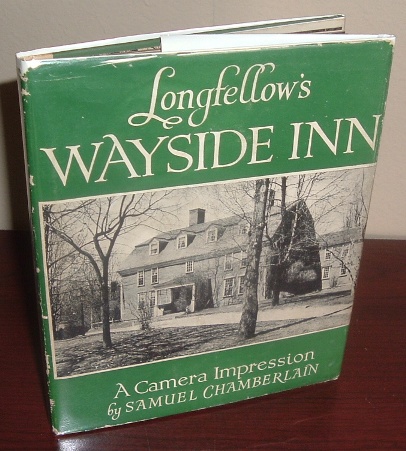 Longfellow's
WAYSIDE INN
A Camera Impression
by SAMUEL CHAMBERLAIN